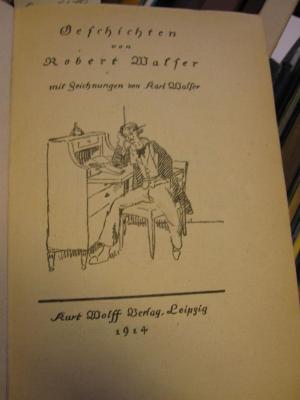 Geschichten
von
Robert Walser
mit Zeichnungen von Karl Walser
Kurt Wolff Verlag, Leipzig
1914